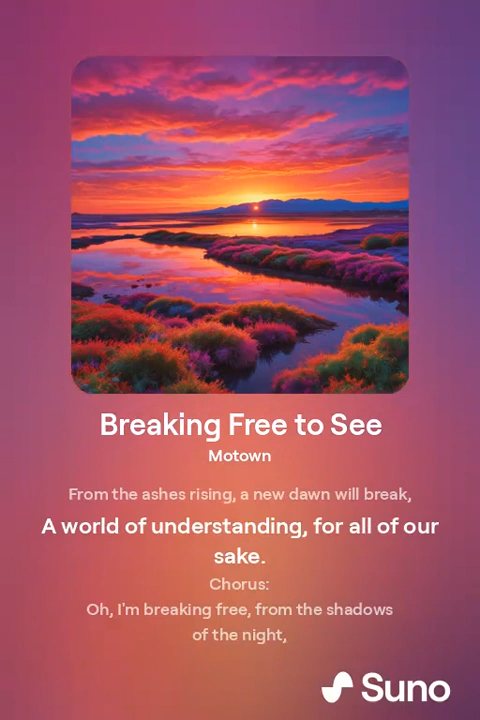 Breaking Free to See
Motown
From the ashes rising, a new dawn will break,
A world of understanding, for all of our
sake.
Chorus:
Oh, I'm breaking free, from the shadows
of the night,
Suno